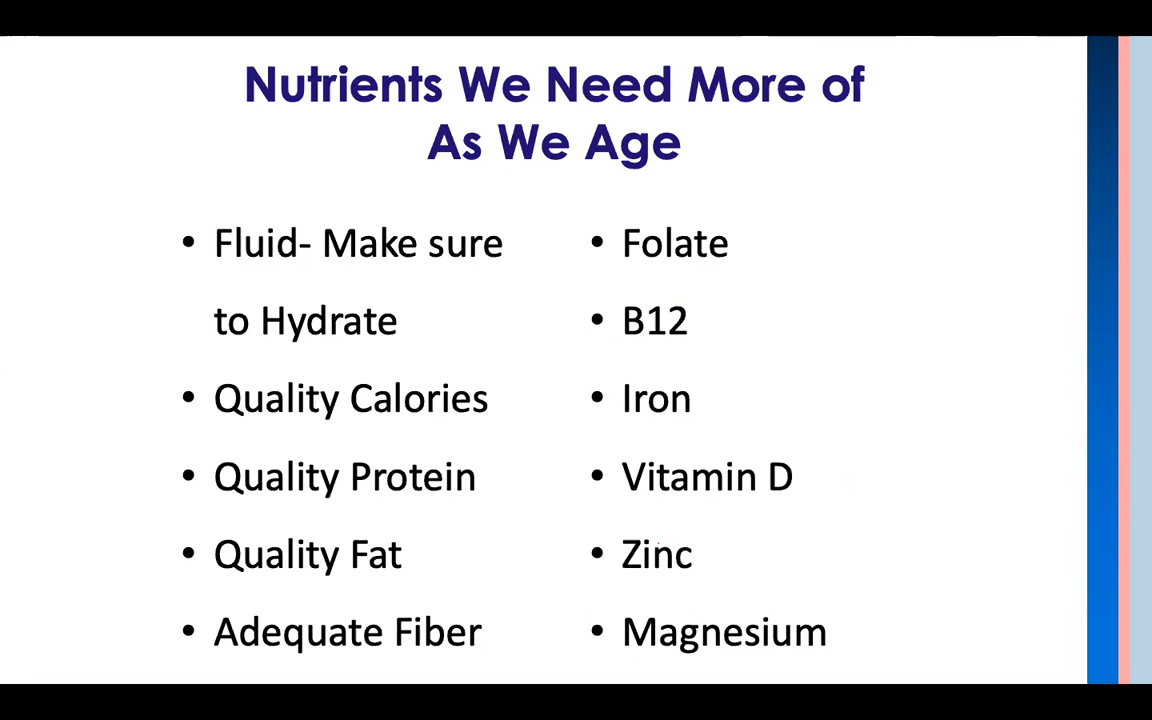 Nutrients We Need More of
As We Age
• Fluid- Make sure
to Hydrate
• Quality Calories
• Quality Protein
• Quality Fat
• Adequate Fiber
• Folate
• B12
• Iron
• Vitamin D
• Zinc
• Magnesium